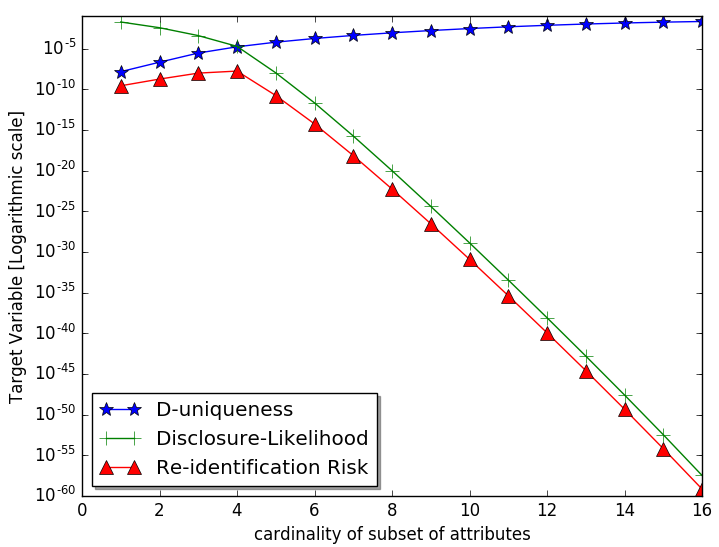 10^-5
10^-10
10^-15
10^-20
10^-25
10^-30
10^-35
10^-40
10^-45
10^-50
10^-55
10^-60
Target Variable [Logarithmic scale]
D-uniqueness
Disclosure-Likelihood
Re-identification Risk
0 2 4 6 8 10 12 14 16
cardinality of subset of attributes